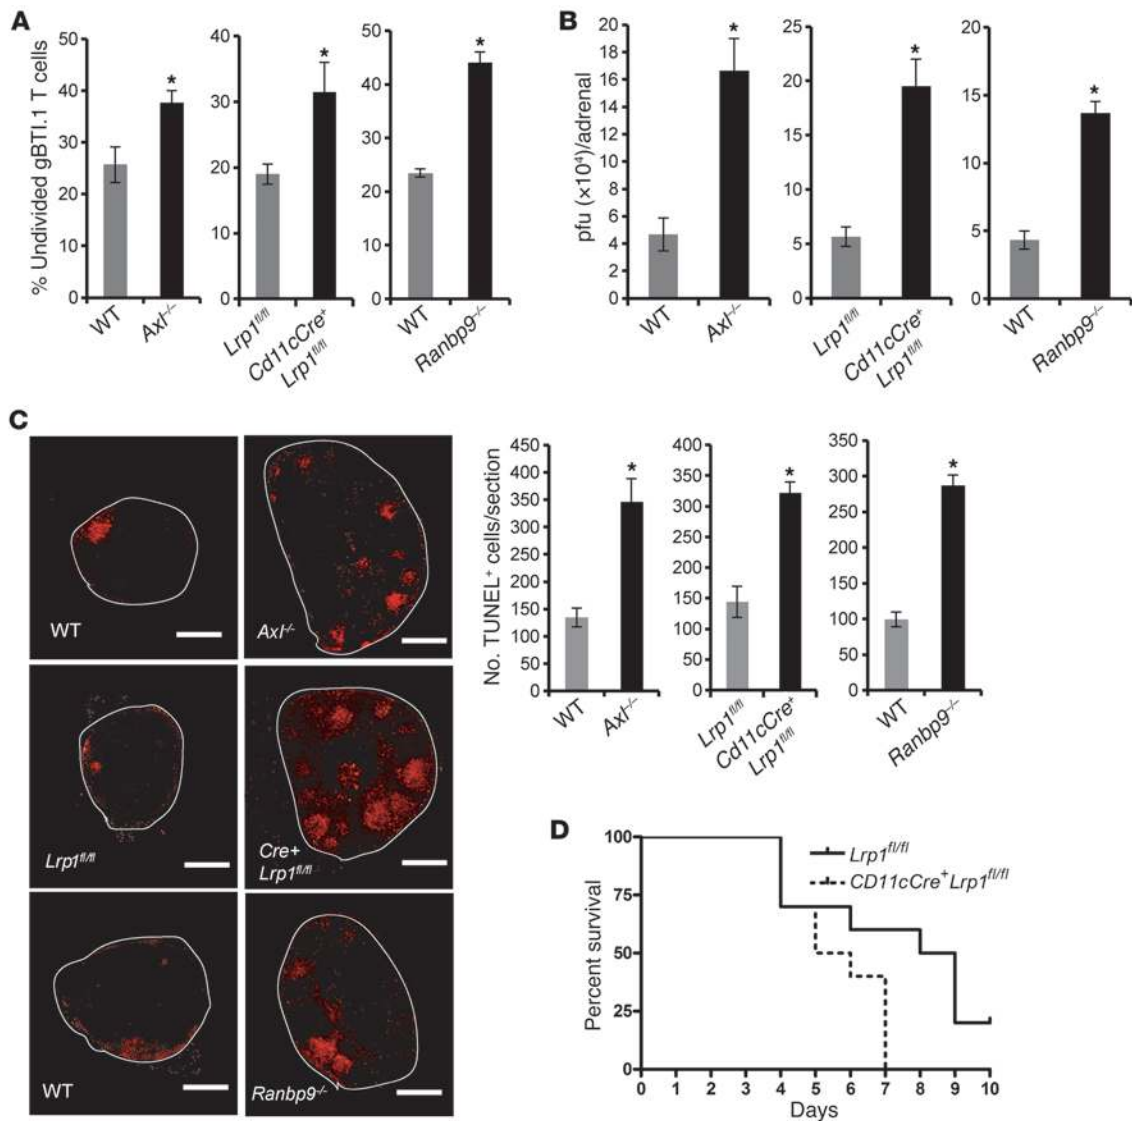 A
% Undivided gBTI.1 T cells
50
40
30
20
10
0
WT
Axl-/-
40
30
20
10
0
Lrp1fl/fl
Cd11cCre+
Lrp1fl/fl
50
40
30
20
10
0
WT
Ranbp9-/-
B
pfu (×10⁴)/adrenal
20
18
16
14
12
10
8
6
4
2
0
WT
Axl-/-
25
20
15
10
5
0
Lrp1fl/fl
Cd11cCre+
Lrp1fl/fl
20
15
10
5
0
WT
Ranbp9-/-
*
*
*
*
*
*
C
WT
Axl-/-
Lrp1fl/fl
Cre+
Lrp1fl/fl
WT
Ranbp9-/-
No. TUNEL+ cells/section
450
400
350
300
250
200
150
100
50
0
WT
Axl-/-
400
350
300
250
200
150
100
50
0
Lrp1fl/fl
Cd11cCre+
Lrp1fl/fl
350
300
250
200
150
100
50
0
WT
Ranbp9-/-
*
*
*
D
Percent survival
100
75
50
25
0
Lrp1fl/fl
CD11cCre+Lrp1fl/fl
0 1 2 3 4 5 6 7 8 9 10
Days